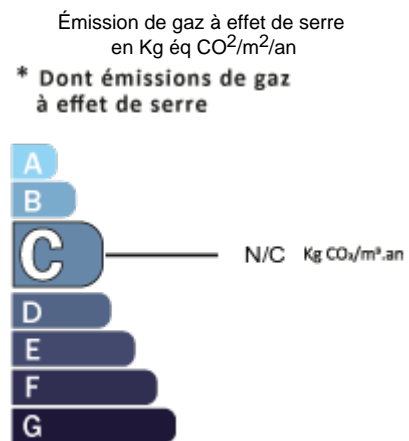 Émission de gaz à effet de serre
en Kg éq CO²/m²/an
* Dont émissions de gaz
à effet de serre
A
B
C N/C Kg CO₂/m².an
D
E
F
G